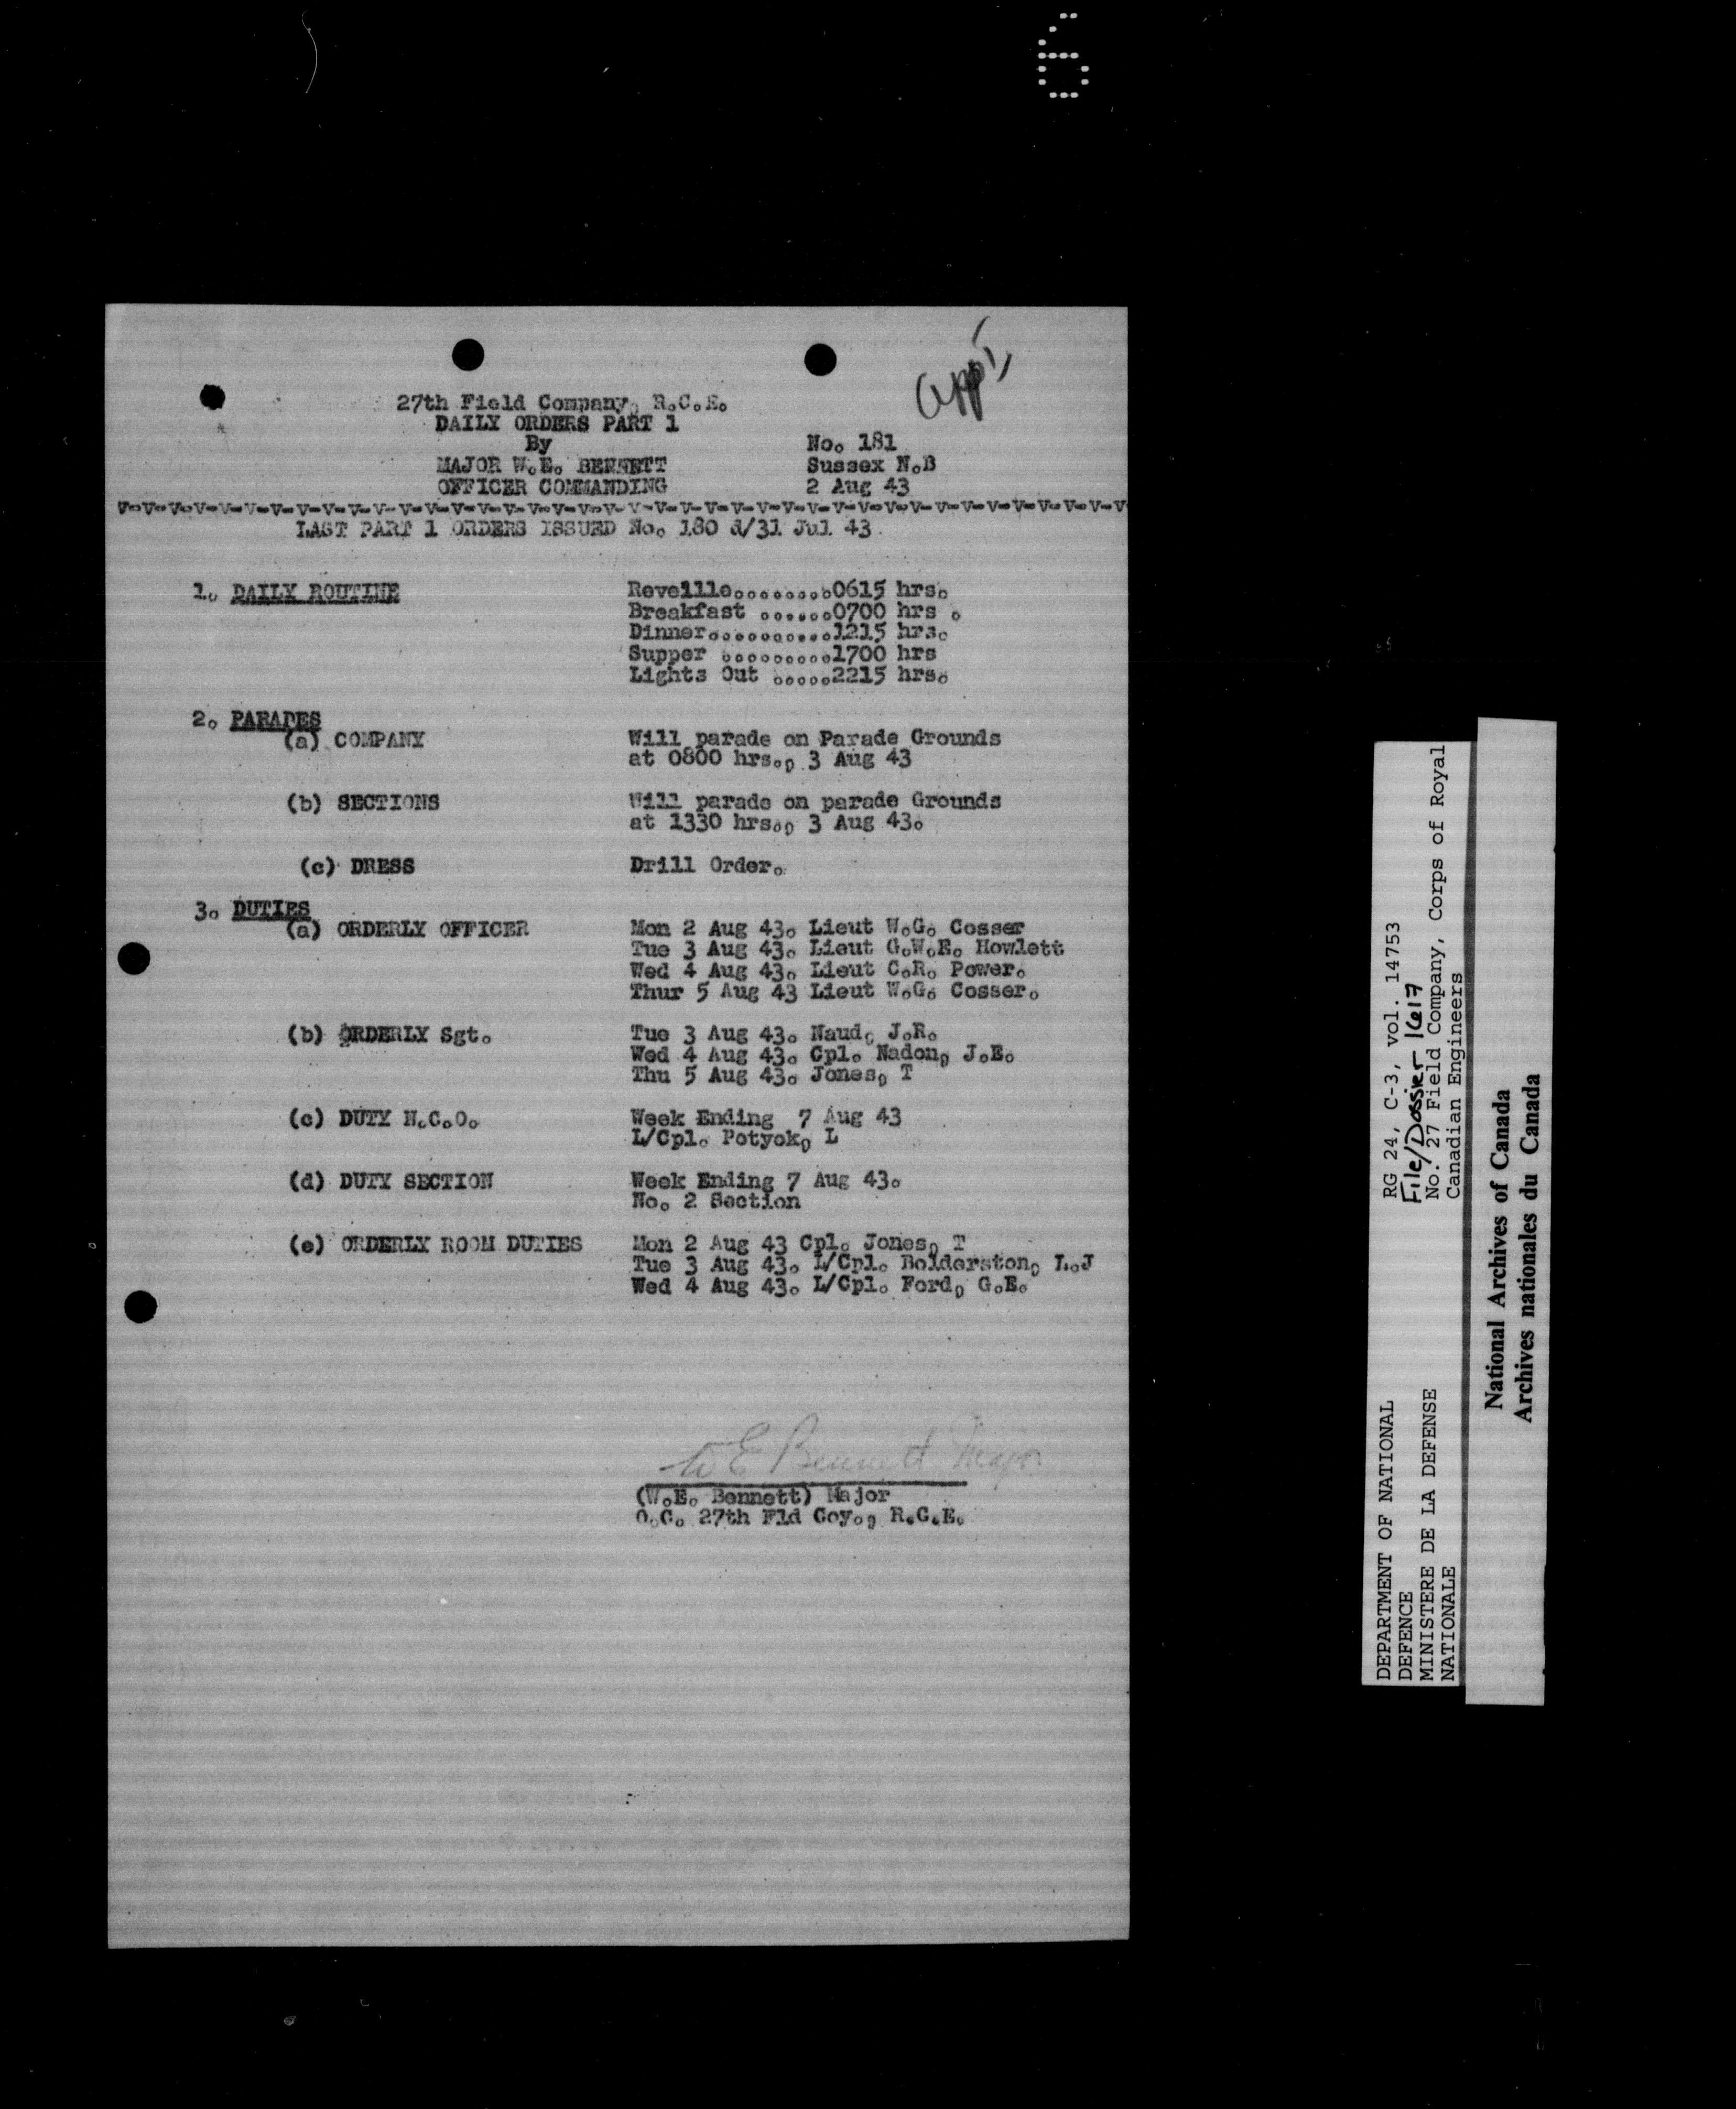 6
App 1,
27th Field Company, R.C.E.
DAILY ORDERS PART 1
By
MAJOR W.E. BENNETT
OFFICER COMMANDING
No. 181
Sussex N.B
2 Aug 43
V-V-V-V-V-V-V-V-V-V-V-V-V-V-V-V-V-V-V-V-V-V-V-V-V-V-V-V-V-V-V-V-V-V-V-V-V-V-V-V
LAST PART 1 ORDERS ISSUED No. 180 d/31 Jul 43
1. DAILY ROUTINE
Reveille........0615 hrs.
Breakfast ......0700 hrs .
Dinner..........1215 hrs.
Supper .........1700 hrs
Lights Out .....2215 hrs.
2. PARADES
(a) COMPANY Will parade on Parade Grounds
at 0800 hrs., 3 Aug 43
(b) SECTIONS Will parade on parade Grounds
at 1330 hrs., 3 Aug 43.
(c) DRESS Drill Order.
3. DUTIES
(a) ORDERLY OFFICER Mon 2 Aug 43. Lieut W.G. Cosser
Tue 3 Aug 43. Lieut G.W.E. Howlett
Wed 4 Aug 43. Lieut C.R. Power.
Thur 5 Aug 43 Lieut W.G. Cosser.
(b) ORDERLY Sgt. Tue 3 Aug 43. Naud, J.R.
Wed 4 Aug 43. Cpl. Nadon, J.E.
Thu 5 Aug 43. Jones, T
(c) DUTY N.C.O. Week Ending 7 Aug 43
L/Cpl. Potyok, L
(d) DUTY SECTION Week Ending 7 Aug 43.
No. 2 Section
(e) ORDERLY ROOM DUTIES Mon 2 Aug 43 Cpl. Jones, T
Tue 3 Aug 43. L/Cpl. Bolderston, L.J
Wed 4 Aug 43. L/Cpl. Ford, G.E.
W E Bennett Major
(W.E. Bennett) Major
O.C. 27th Fld Coy., R.C.E.
DEPARTMENT OF NATIONAL
DEFENCE
MINISTERE DE LA DEFENSE
NATIONALE
RG 24, C-3, vol. 14753
File/Dossier 1617
No. 27 Field Company, Corps of Royal
Canadian Engineers
National Archives of Canada
Archives nationales du Canada